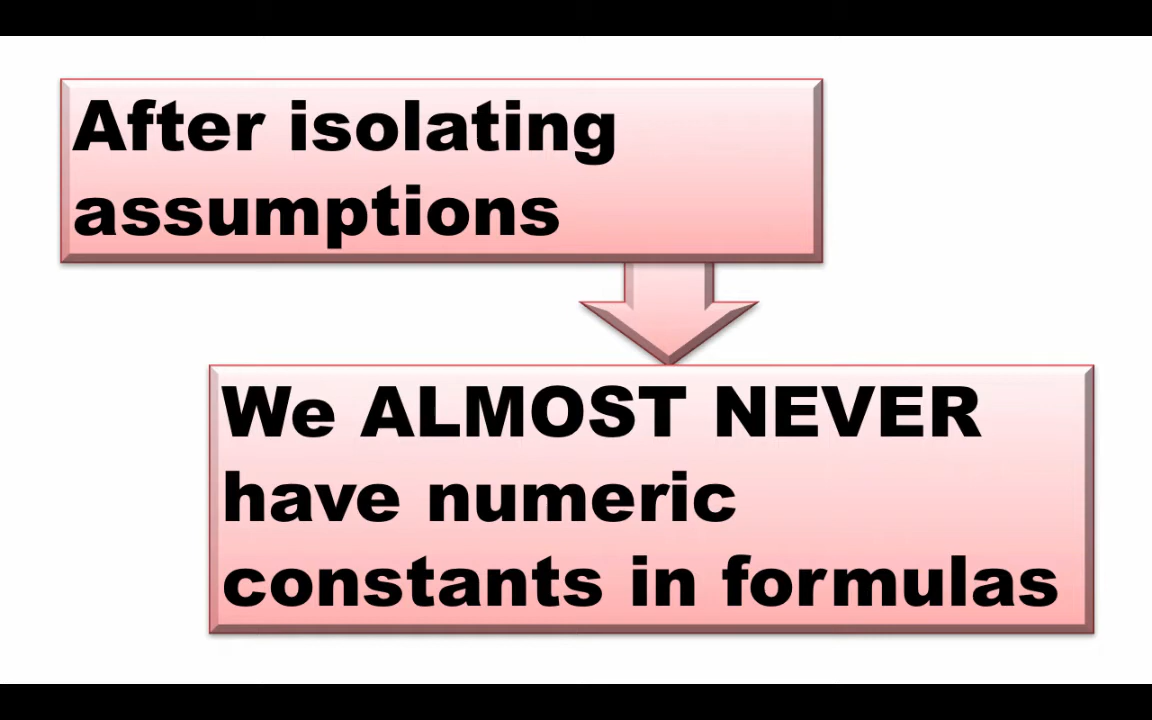 After isolating
assumptions
We ALMOST NEVER
have numeric
constants in formulas